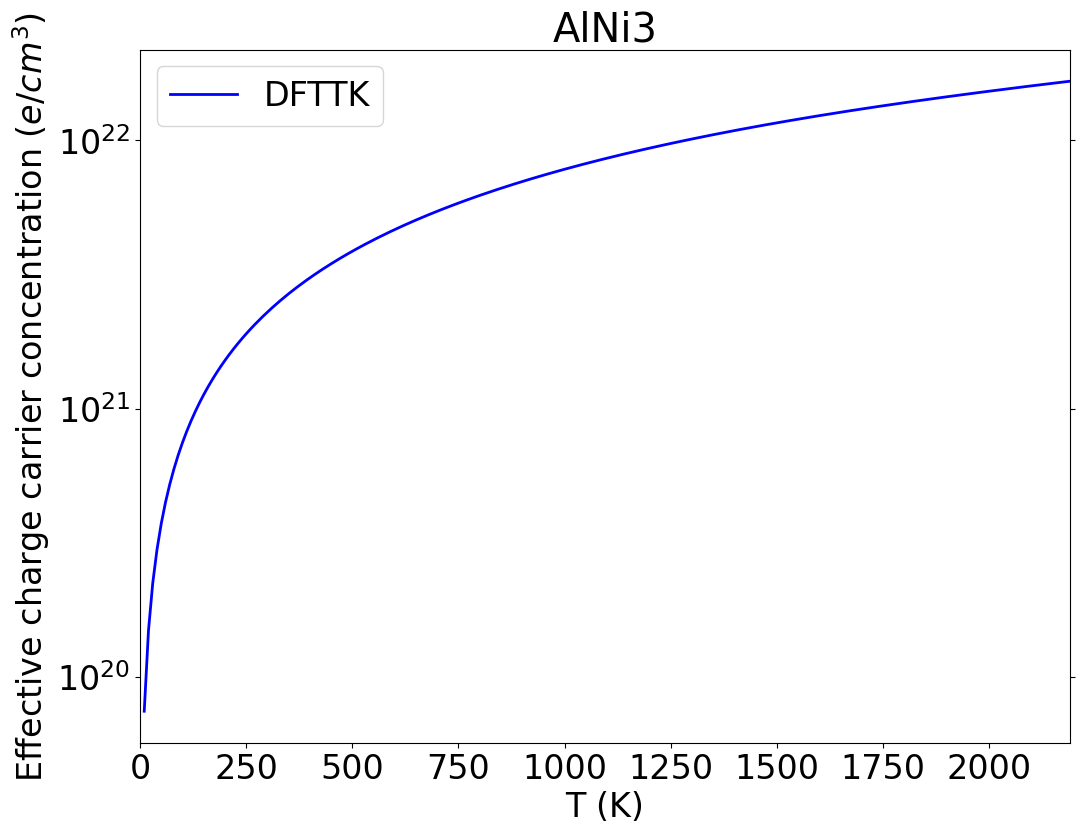 AlNi3
DFTTK
Effective charge carrier concentration (e/cm³)
10²²
10²¹
10²⁰
0 250 500 750 1000 1250 1500 1750 2000
T (K)